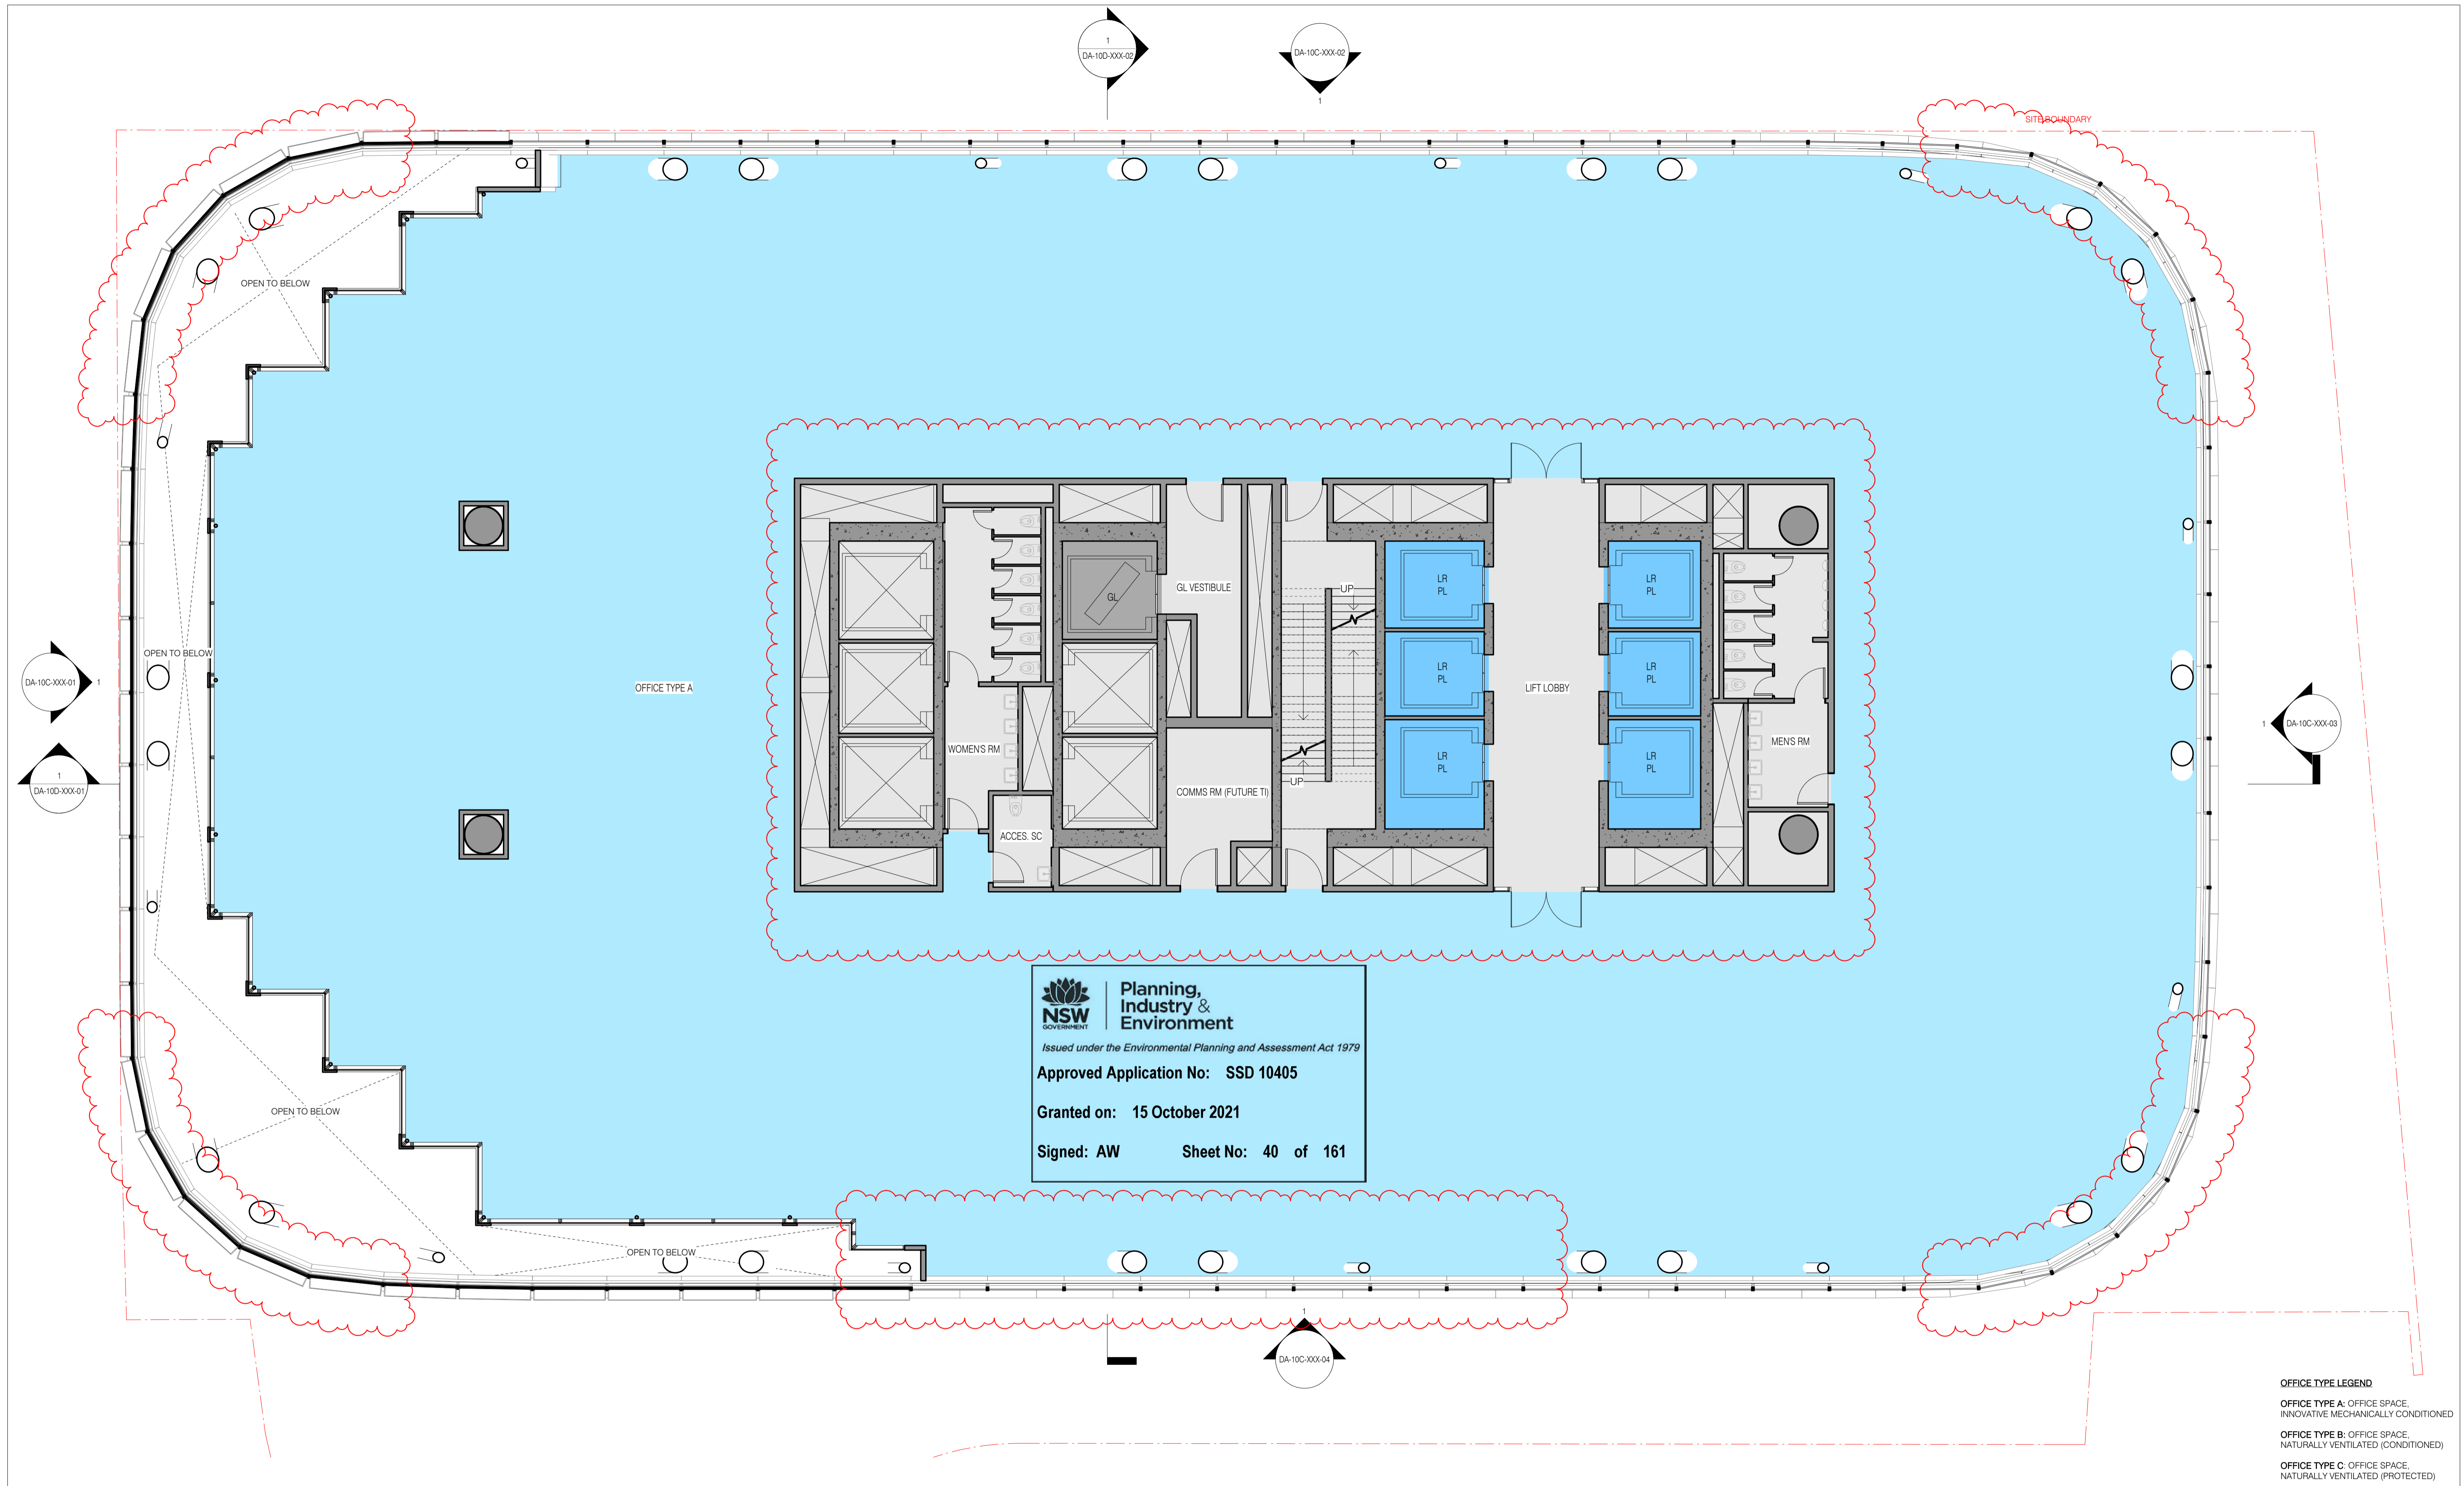 1
DA-10D-XXX-02
DA-10C-XXX-02
1
SITE BOUNDARY
OPEN TO BELOW
GL VESTIBULE
UP
GL
LR
PL
LR
PL
OPEN TO BELOW
LR
PL
LR
PL
DA-10C-XXX-01
1
OFFICE TYPE A
LIFT LOBBY
1
DA-10C-XXX-03
WOMEN'S RM
MEN'S RM
LR
PL
LR
PL
1
DA-10D-XXX-01
UP
COMMS RM (FUTURE TI)
ACCES. SC
NSW
GOVERNMENT
Planning,
Industry &
Environment
Issued under the Environmental Planning and Assessment Act 1979
Approved Application No: SSD 10405
Granted on: 15 October 2021
Signed: AW Sheet No: 40 of 161
OPEN TO BELOW
OPEN TO BELOW
1
DA-10C-XXX-04
OFFICE TYPE LEGEND
OFFICE TYPE A: OFFICE SPACE,
INNOVATIVE MECHANICALLY CONDITIONED
OFFICE TYPE B: OFFICE SPACE,
NATURALLY VENTILATED (CONDITIONED)
OFFICE TYPE C: OFFICE SPACE,
NATURALLY VENTILATED (PROTECTED)